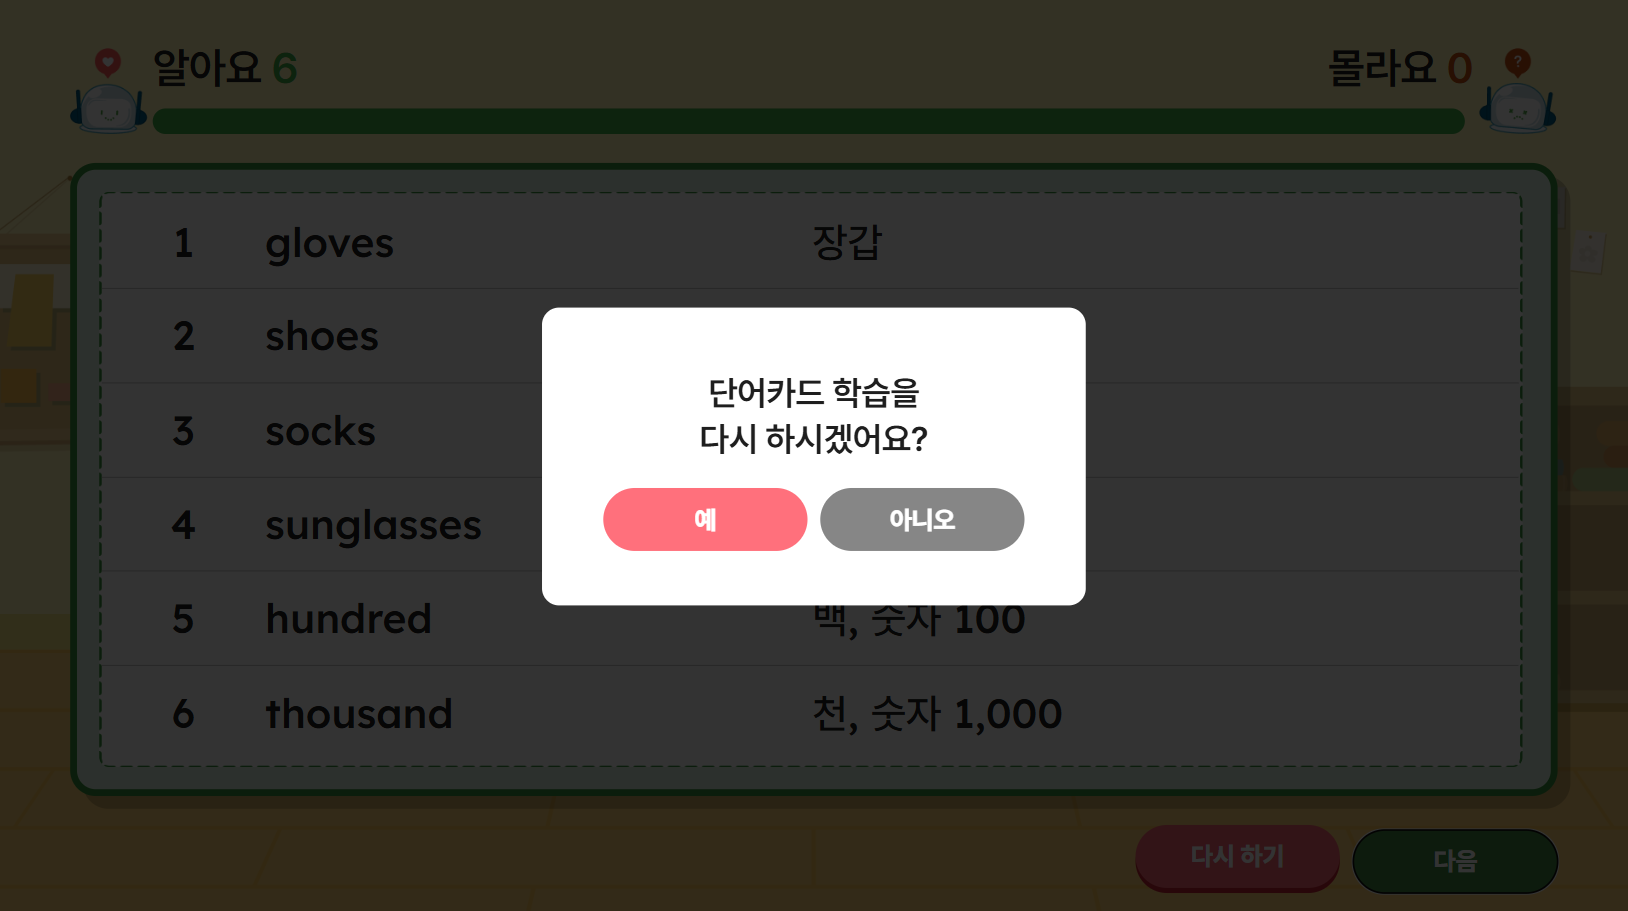 알아요 6
몰라요 0
1 gloves 장갑
2 shoes
3 socks
4 sunglasses
5 hundred 백, 숫자 100
6 thousand 천, 숫자 1,000
단어카드 학습을
다시 하시겠어요?
예 아니오
다시 하기 다음